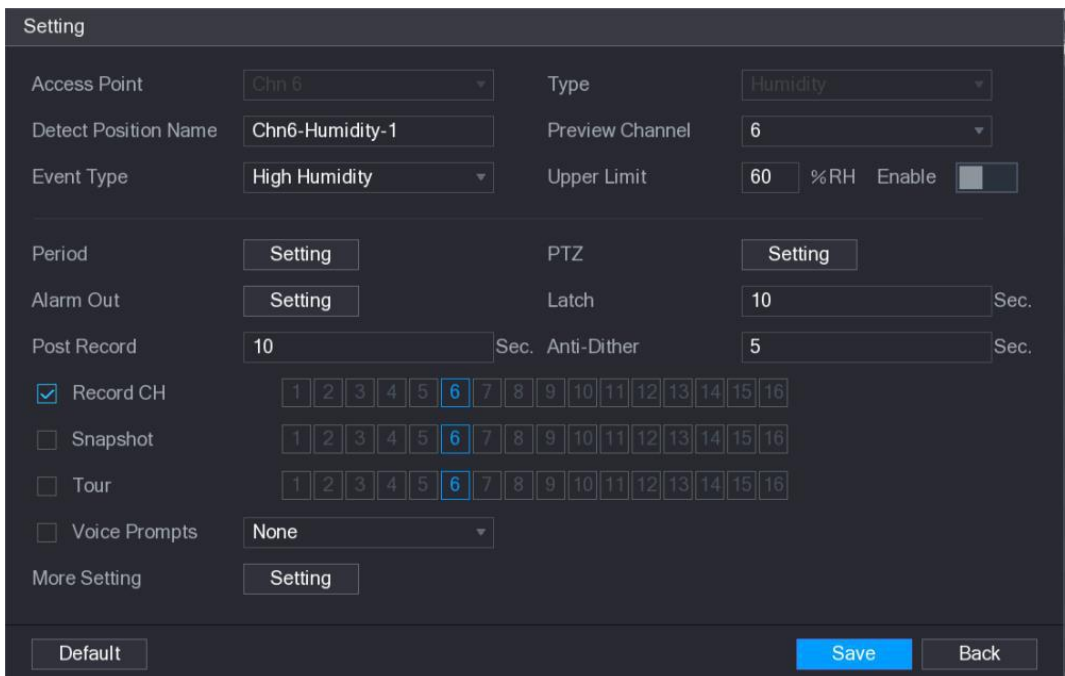 Setting
Access Point Chn 6 Type Humidity
Detect Position Name Chn6-Humidity-1 Preview Channel 6
Event Type High Humidity Upper Limit 60 %RH Enable
Period Setting PTZ Setting
Alarm Out Setting Latch 10 Sec.
Post Record 10 Sec. Anti-Dither 5 Sec.
Record CH 1 2 3 4 5 6 7 8 9 10 11 12 13 14 15 16
Snapshot 1 2 3 4 5 6 7 8 9 10 11 12 13 14 15 16
Tour 1 2 3 4 5 6 7 8 9 10 11 12 13 14 15 16
Voice Prompts None
More Setting Setting
Default Save Back